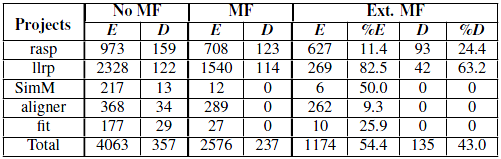 Projects No MF MF Ext. MF
E D E D E %E D %D
rasp 973 159 708 123 627 11.4 93 24.4
llrp 2328 122 1540 114 269 82.5 42 63.2
SimM 217 13 12 0 6 50.0 0 0
aligner 368 34 289 0 262 9.3 0 0
fit 177 29 27 0 10 25.9 0 0
Total 4063 357 2576 237 1174 54.4 135 43.0